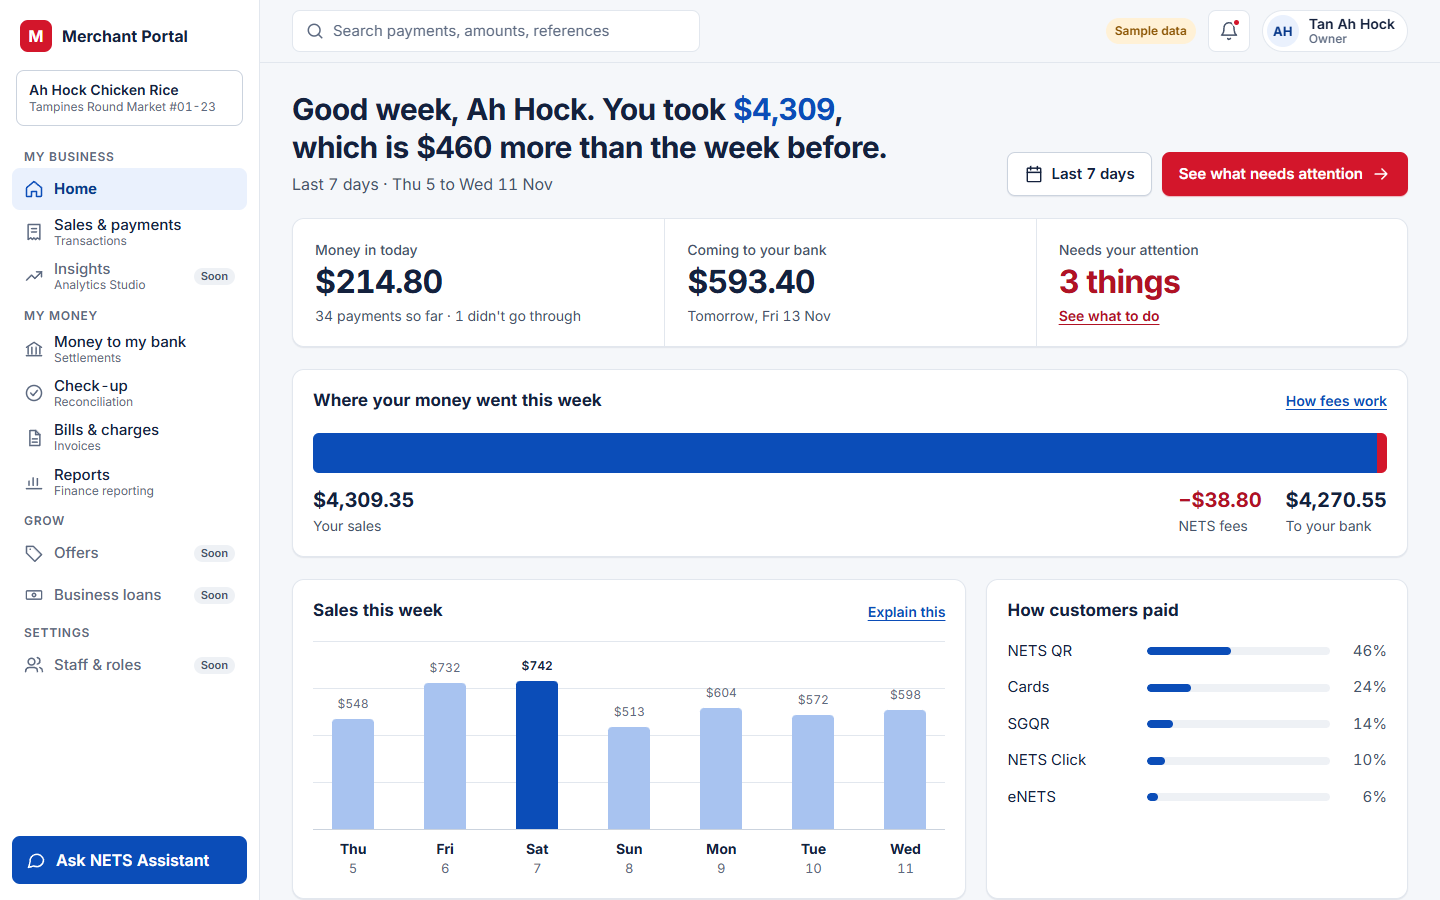 M Merchant Portal
Ah Hock Chicken Rice
Tampines Round Market #01-23
MY BUSINESS
Home
Sales & payments
Transactions
Insights
Analytics Studio
Soon
MY MONEY
Money to my bank
Settlements
Check-up
Reconciliation
Bills & charges
Invoices
Reports
Finance reporting
GROW
Offers Soon
Business loans Soon
SETTINGS
Staff & roles Soon
Ask NETS Assistant
Search payments, amounts, references
Sample data
AH
Tan Ah Hock
Owner
Good week, Ah Hock. You took $4,309,
which is $460 more than the week before.
Last 7 days · Thu 5 to Wed 11 Nov
Last 7 days
See what needs attention
Money in today
$214.80
34 payments so far · 1 didn't go through
Coming to your bank
$593.40
Tomorrow, Fri 13 Nov
Needs your attention
3 things
See what to do
Where your money went this week
How fees work
$4,309.35
Your sales
−$38.80
NETS fees
$4,270.55
To your bank
Sales this week
Explain this
$548 $732 $742 $513 $604 $572 $598
Thu Fri Sat Sun Mon Tue Wed
5 6 7 8 9 10 11
How customers paid
NETS QR 46%
Cards 24%
SGQR 14%
NETS Click 10%
eNETS 6%